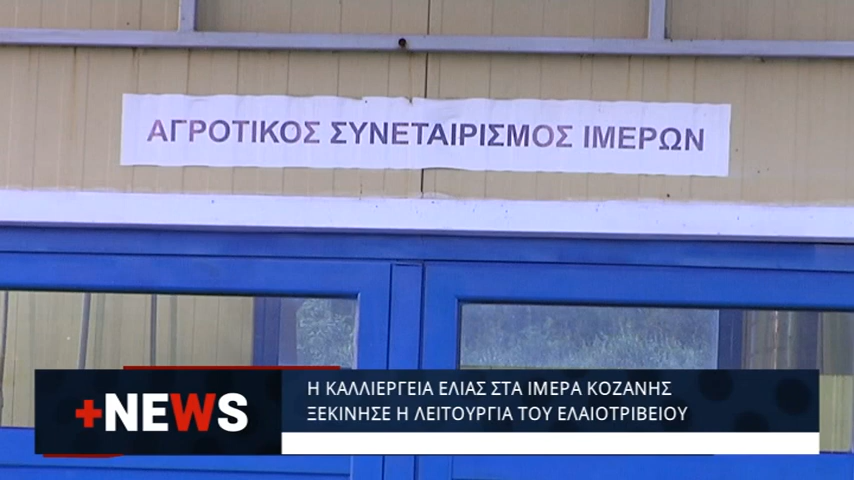 ΑΓΡΟΤΙΚΟΣ ΣΥΝΕΤΑΙΡΙΣΜΟΣ ΙΜΕΡΩΝ
+NEWS
Η ΚΑΛΛΙΕΡΓΕΙΑ ΕΛΙΑΣ ΣΤΑ ΙΜΕΡΑ ΚΟΖΑΝΗΣ
ΞΕΚΙΝΗΣΕ Η ΛΕΙΤΟΥΡΓΙΑ ΤΟΥ ΕΛΑΙΟΤΡΙΒΕΙΟΥ